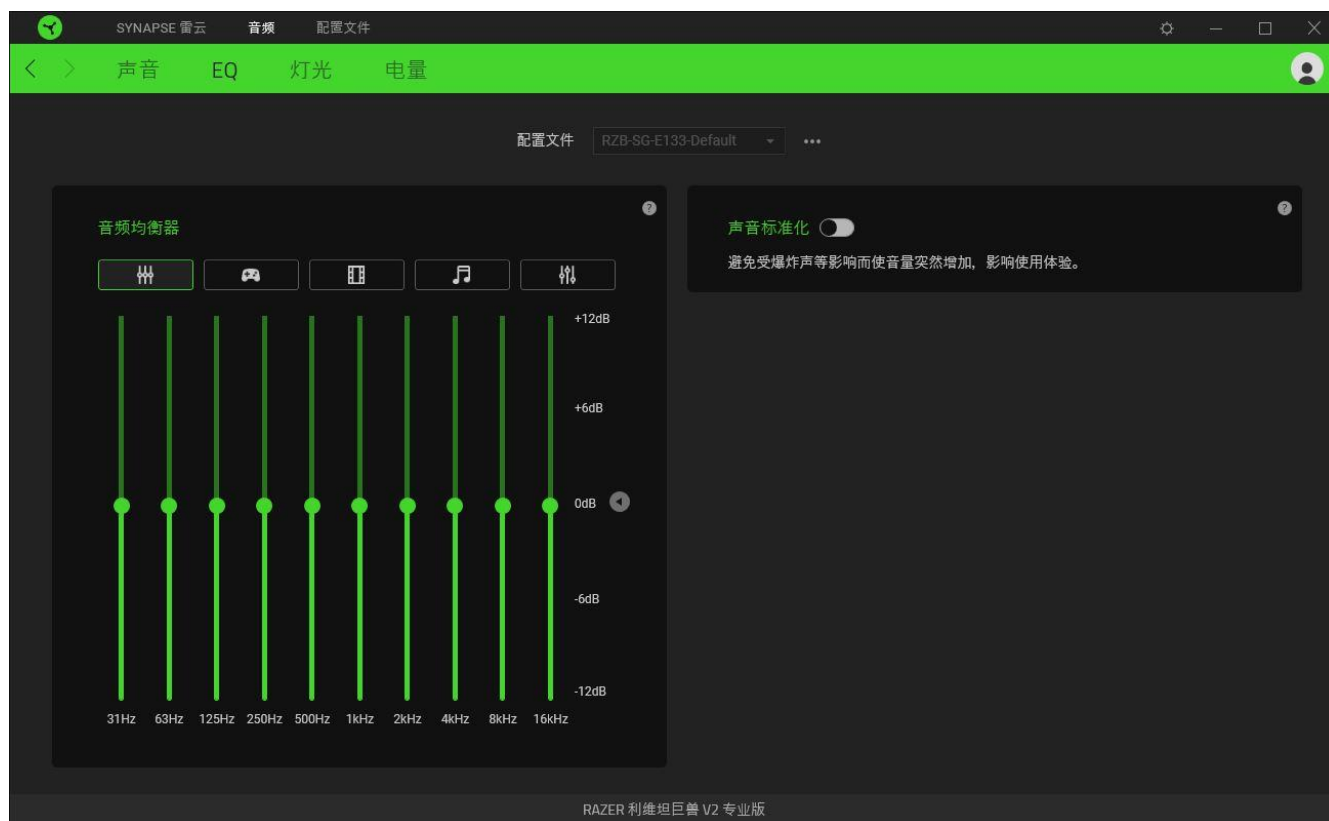 SYNAPSE 雷云 音频 配置文件
声音 EQ 灯光 电量
配置文件 RZB-SG-E133-Default
音频均衡器
声音标准化
避免受爆炸声等影响而使音量突然增加，影响使用体验。
+12dB
+6dB
0dB
-6dB
-12dB
31Hz 63Hz 125Hz 250Hz 500Hz 1kHz 2kHz 4kHz 8kHz 16kHz
RAZER 利维坦巨兽 V2 专业版